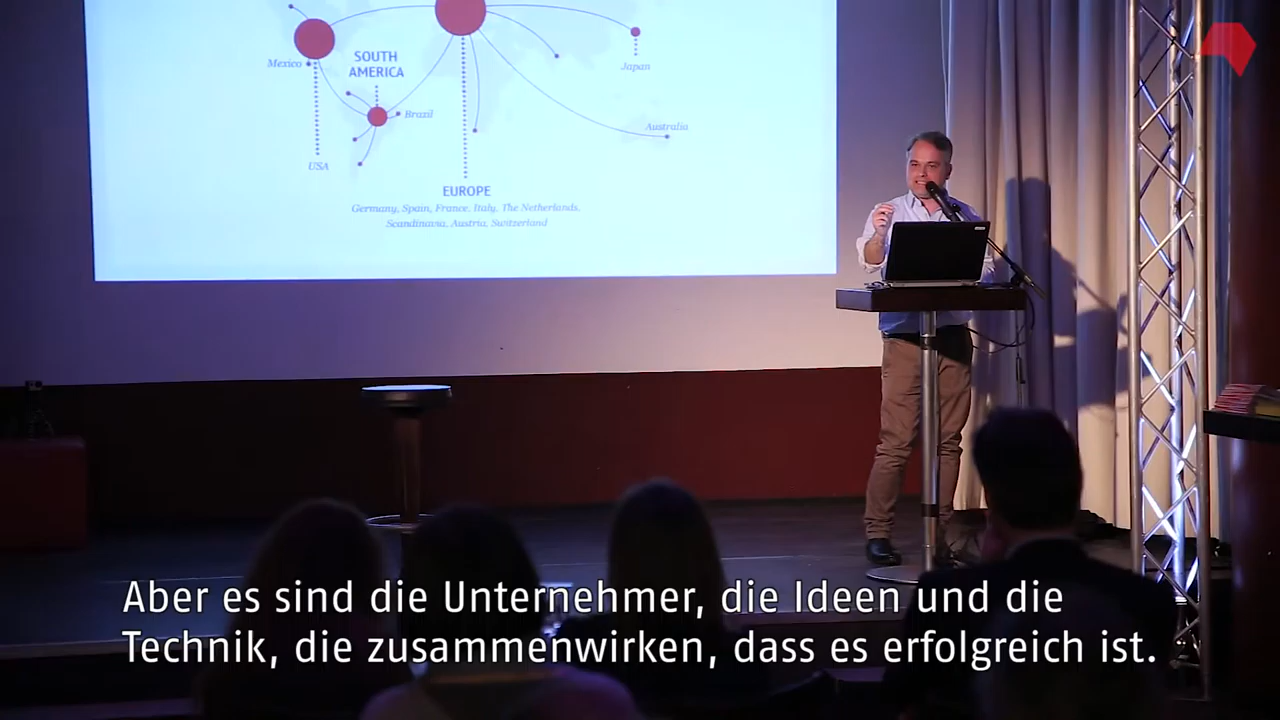 SOUTH
AMERICA
Mexico
Japan
Brazil
Australia
USA
EUROPE
Germany, Spain, France, Italy, The Netherlands,
Scandinavia, Austria, Switzerland
Aber es sind die Unternehmer, die Ideen und die
Technik, die zusammenwirken, dass es erfolgreich ist.